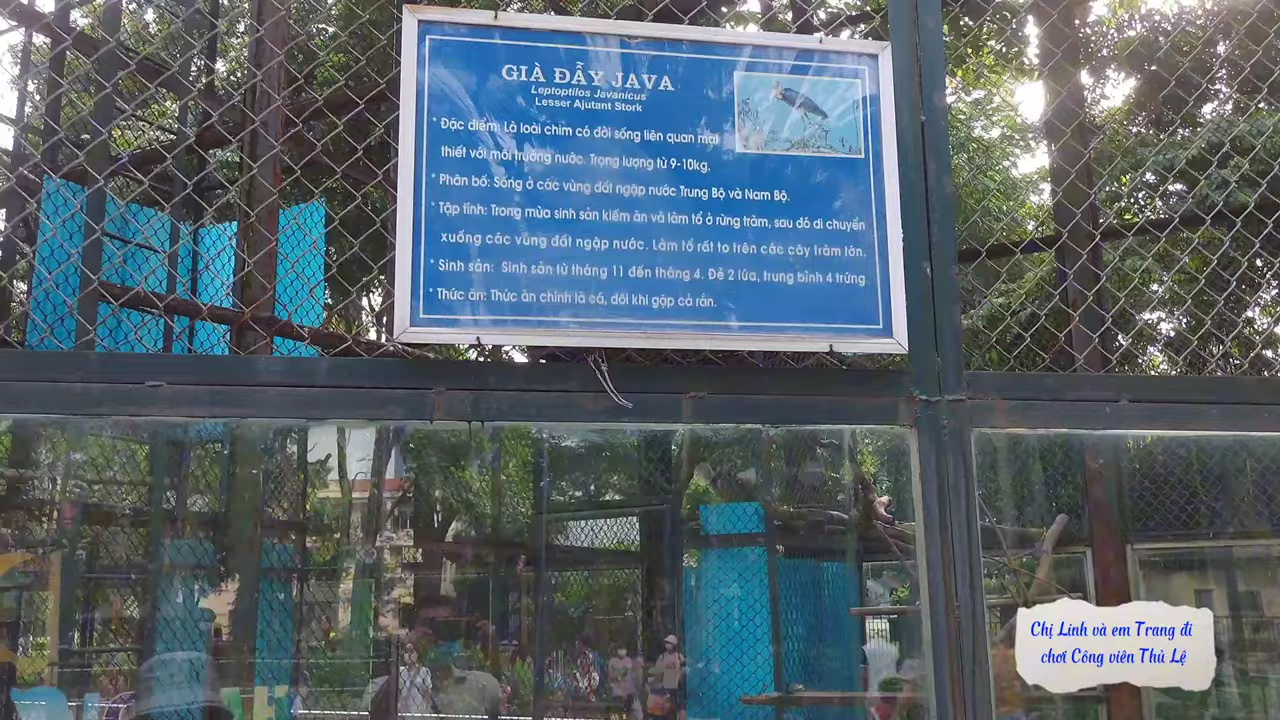 GIÀ ĐẪY JAVA
Leptoptilos Javanicus
Lesser Ajutant Stork
* Đặc điểm: Là loài chim có đời sống liên quan mật
thiết với môi trường nước. Trọng lượng từ 9-10kg.
* Phân bố: Sống ở các vùng đất ngập nước Trung Bộ và Nam Bộ.
* Tập tính: Trong mùa sinh sản kiếm ăn và làm tổ ở rừng tràm, sau đó di chuyển
xuống các vùng đất ngập nước. Làm tổ rất to trên các cây tràm lớn.
* Sinh sản: Sinh sản từ tháng 11 đến tháng 4. Đẻ 2 lứa, trung bình 4 trứng
* Thức ăn: Thức ăn chính là cá, đôi khi gặp cả rắn.
Chị Linh và em Trang đi
chơi Công viên Thủ Lệ